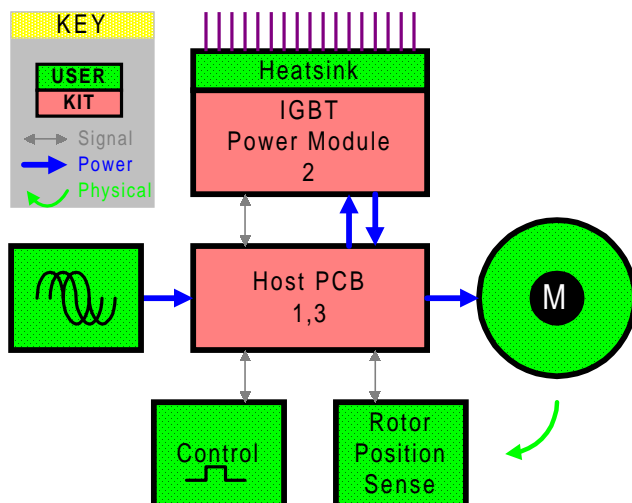 KEY
USER
KIT
Signal
Power
Physical
Heatsink
IGBT
Power Module
2
Host PCB
1,3
M
Control
Rotor
Position
Sense